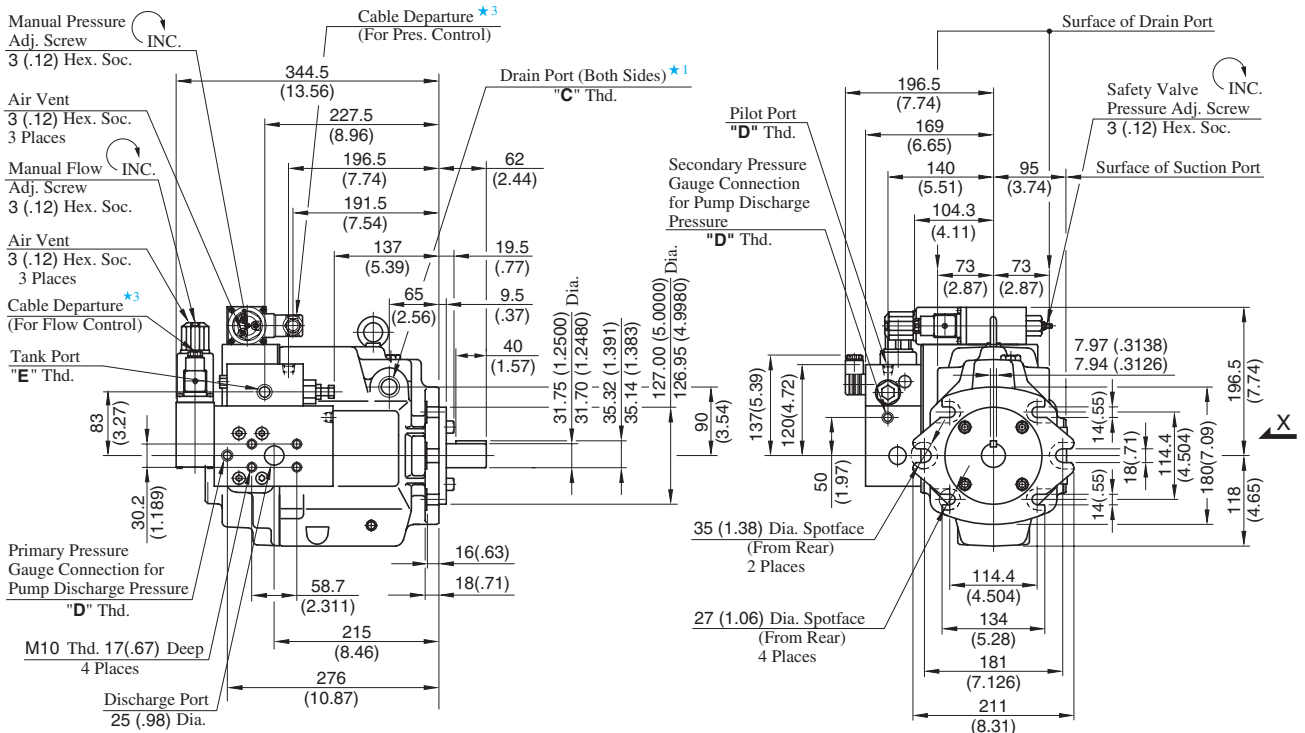 Manual Pressure
Adj. Screw
3 (.12) Hex. Soc.
INC.
Air Vent
3 (.12) Hex. Soc.
3 Places
Manual Flow
Adj. Screw
3 (.12) Hex. Soc.
INC.
Air Vent
3 (.12) Hex. Soc.
3 Places
Cable Departure★3
(For Flow Control)
Tank Port
"E" Thd.
83
(3.27)
30.2
(1.189)
Primary Pressure
Gauge Connection for
Pump Discharge Pressure
"D" Thd.
M10 Thd. 17(.67) Deep
4 Places
Discharge Port
25 (.98) Dia.
Cable Departure ★3
(For Pres. Control)
Drain Port (Both Sides) ★1
"C" Thd.
344.5
(13.56)
227.5
(8.96)
196.5
(7.74)
62
(2.44)
191.5
(7.54)
137
(5.39)
19.5
(.77)
65
(2.56)
9.5
(.37)
40
(1.57)
31.75 (1.2500)
31.70 (1.2480)
Dia.
35.32 (1.391)
35.14 (1.383)
127.00 (5.0000)
126.95 (4.9980)
Dia.
16(.63)
18(.71)
58.7
(2.311)
215
(8.46)
276
(10.87)
Surface of Drain Port
196.5
(7.74)
Pilot Port
"D" Thd.
169
(6.65)
Safety Valve
Pressure Adj. Screw
3 (.12) Hex. Soc.
INC.
Secondary Pressure
Gauge Connection
for Pump Discharge
Pressure
"D" Thd.
140
(5.51)
95
(3.74)
Surface of Suction Port
104.3
(4.11)
73
(2.87)
73
(2.87)
7.97 (.3138)
7.94 (.3126)
90
(3.54)
137(5.39)
120(4.72)
50
(1.97)
14(.55)
18(.71)
14(.55)
114.4
(4.504)
180(7.09)
196.5
(7.74)
118
(4.65)
X
35 (1.38) Dia. Spotface
(From Rear)
2 Places
27 (1.06) Dia. Spotface
(From Rear)
4 Places
114.4
(4.504)
134
(5.28)
181
(7.126)
211
(8.31)